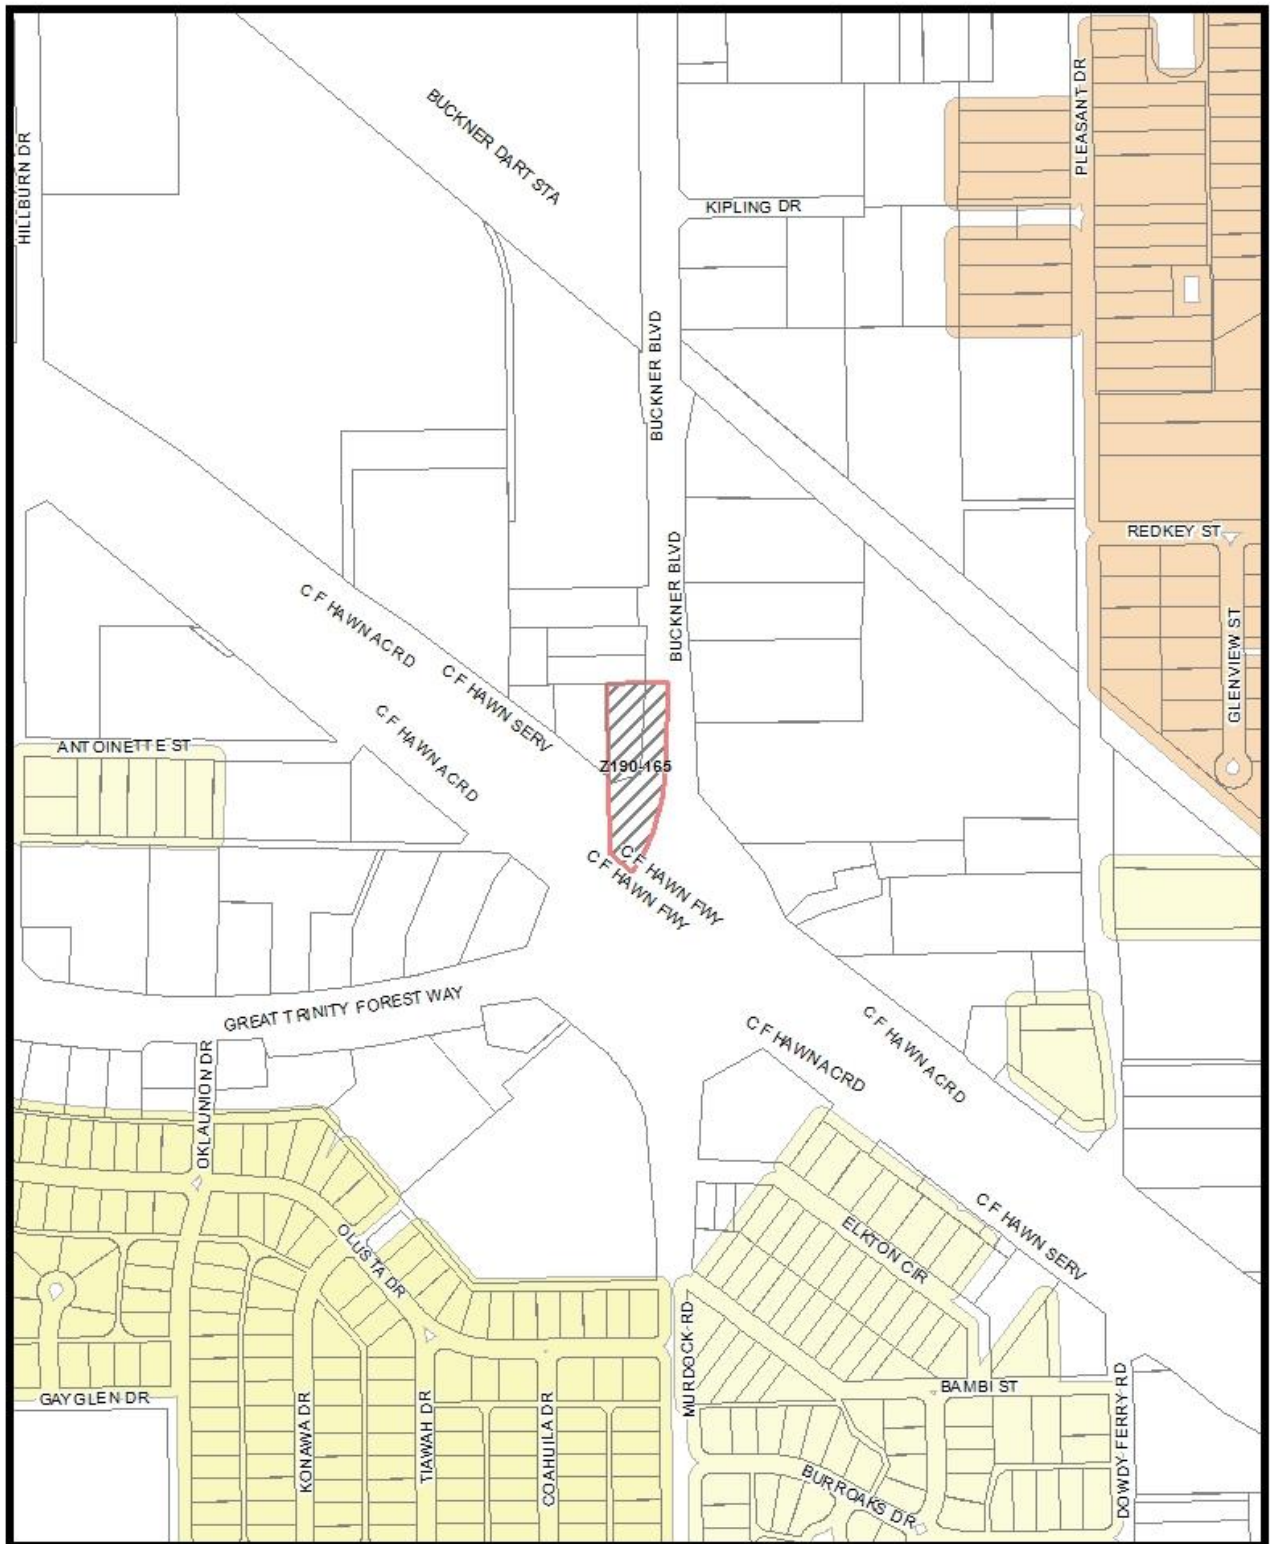 PLEASANT DR
BUCKNER DART STA
HILLBURN DR
KIPLING DR
BUCKNER BLVD
REDKEY ST
BUCKNER BLVD
C F HAWN ACRD
GLENVIEW ST
C F HAWN SERV
C F HAWN ACRD
ANTOINETTE ST
Z190-165
C F HAWN FWY
C F HAWN FWY
GREAT TRINITY FOREST WAY
C F HAWN ACRD
C F HAWN ACRD
OKLAUNION DR
C F HAWN SERV
ELKTON CIR
OLUSTA DR
MURDOCK RD
BAMBI ST
GAYGLEN DR
KONAWA DR
TIAWAH DR
COAHUILA DR
DOWDY FERRY RD
BURROAKS DR